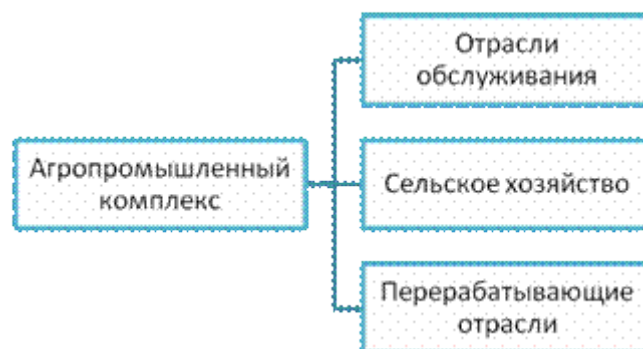 Агропромышленный
комплекс
Отрасли
обслуживания
Сельское хозяйство
Перерабатывающие
отрасли